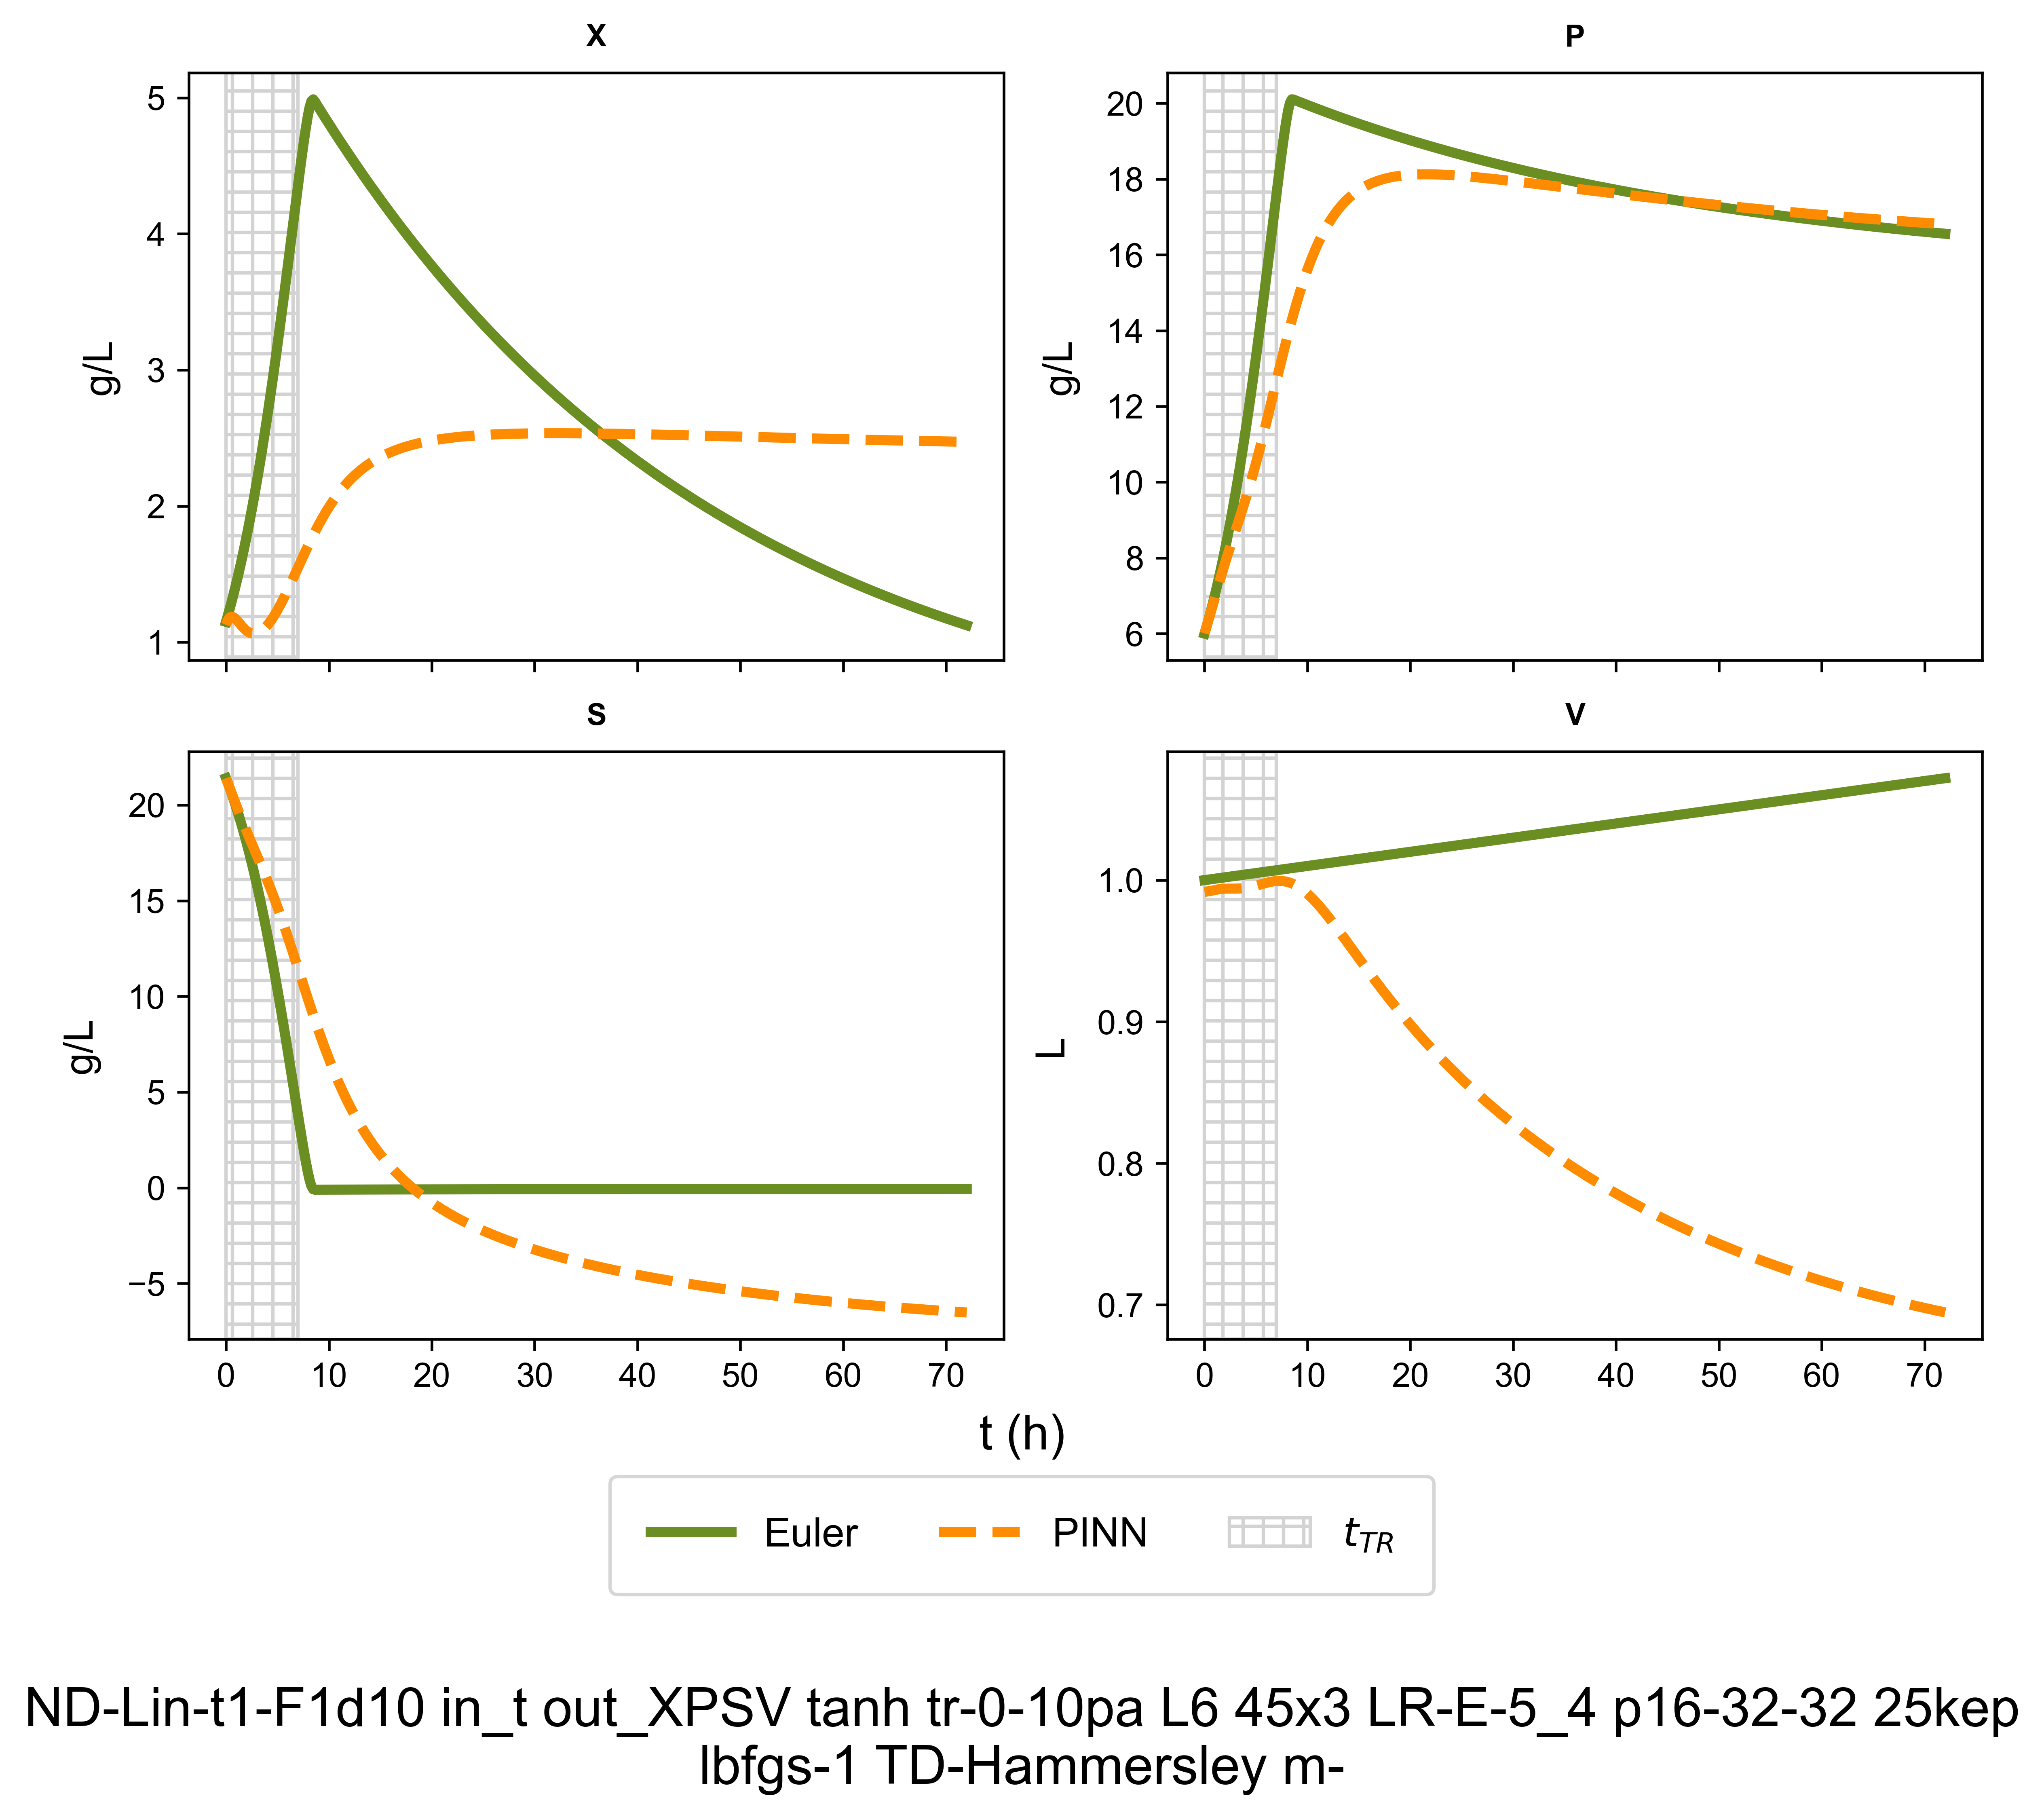 X
P
5
4
3
2
1
g/L
20
18
16
14
12
10
8
6
g/L
S
V
20
15
10
5
0
−5
g/L
0 10 20 30 40 50 60 70
1.0
0.9
0.8
0.7
L
0 10 20 30 40 50 60 70
t (h)
Euler PINN tTR
ND-Lin-t1-F1d10 in_t out_XPSV tanh tr-0-10pa L6 45x3 LR-E-5_4 p16-32-32 25kep
lbfgs-1 TD-Hammersley m-